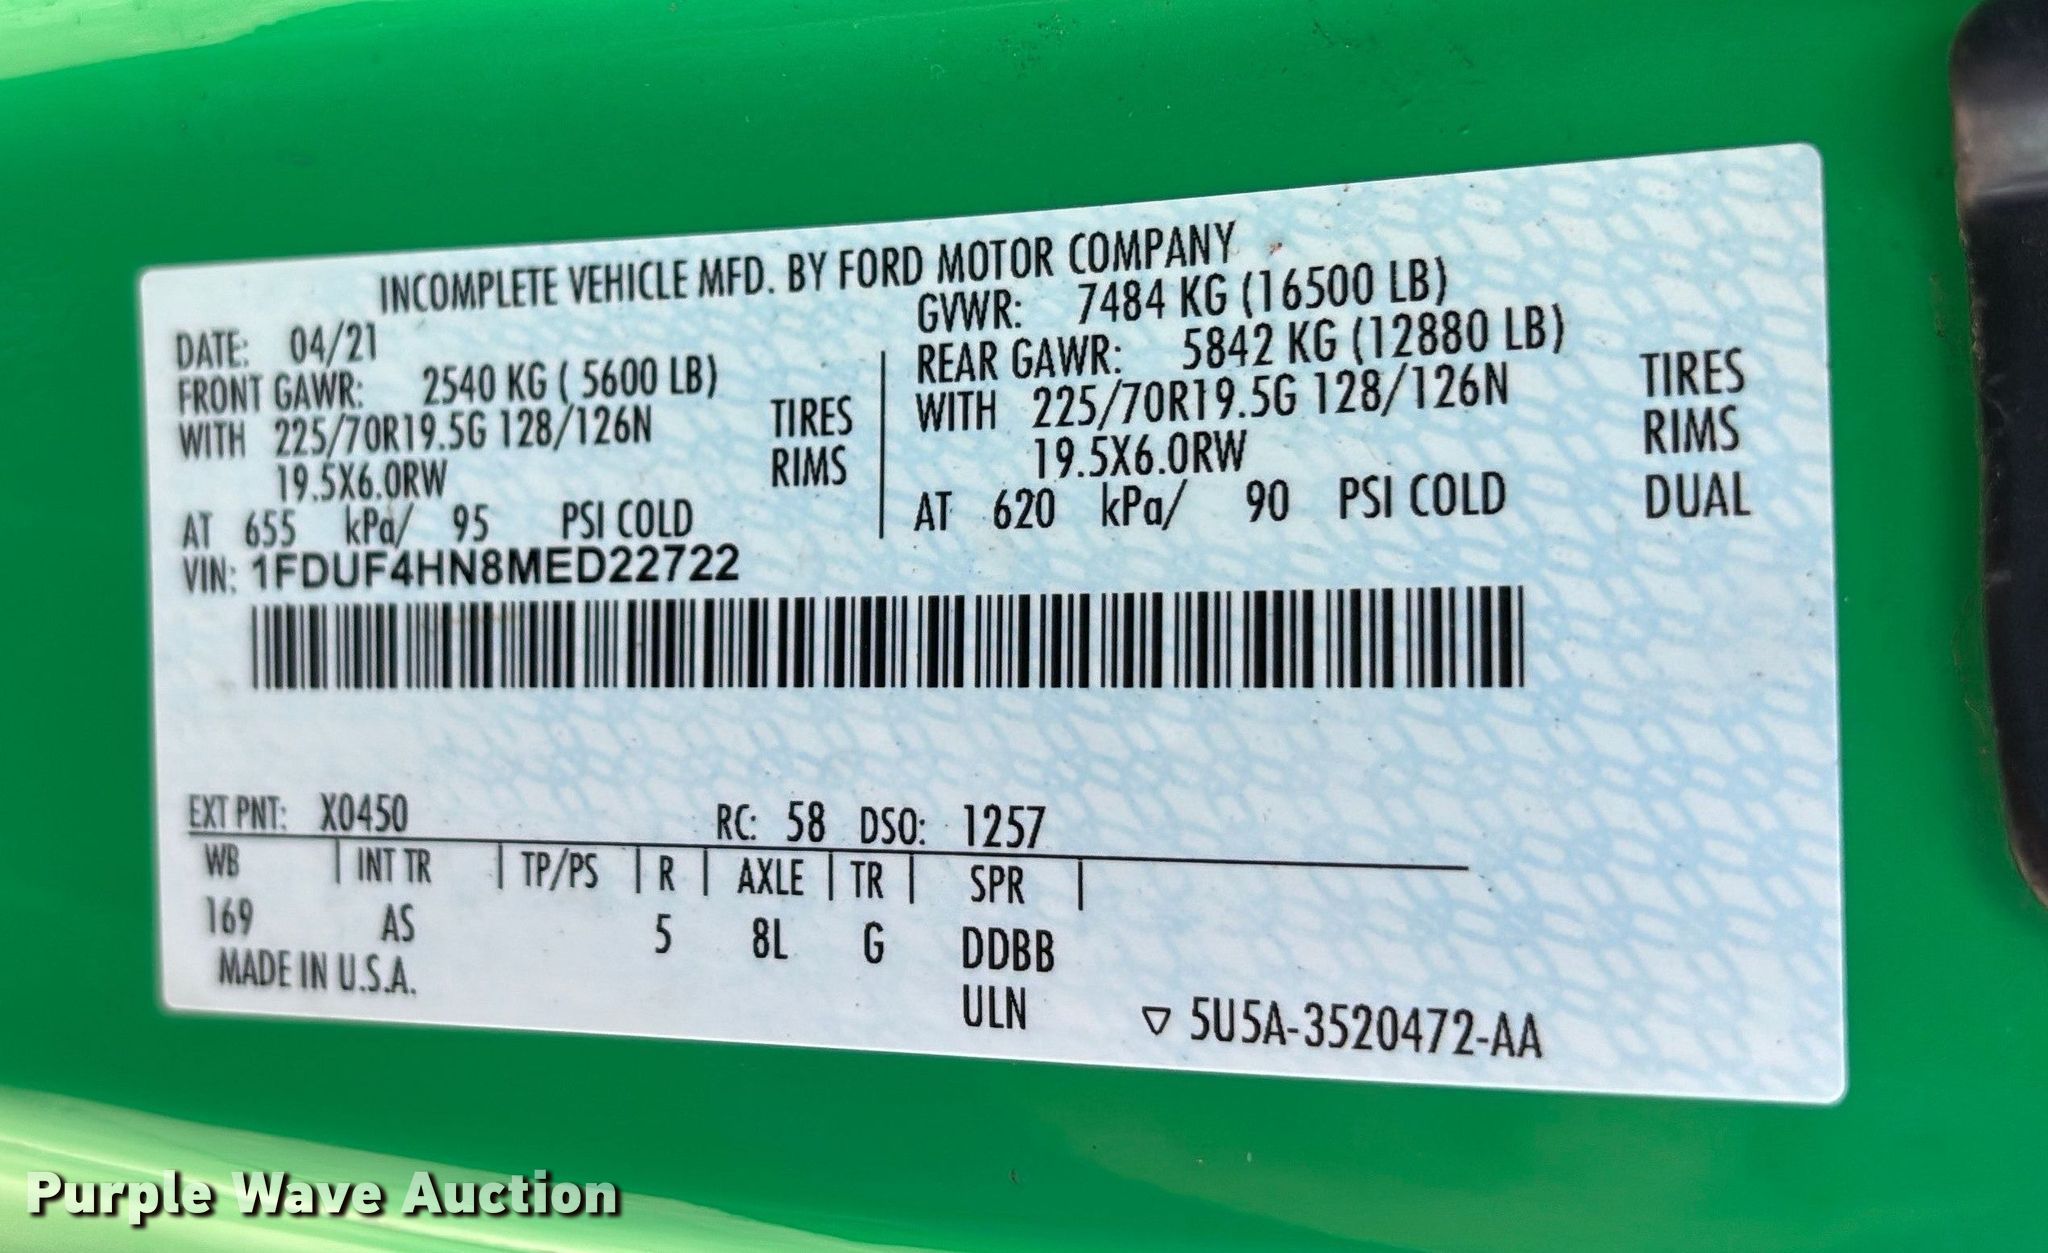 INCOMPLETE VEHICLE MFD. BY FORD MOTOR COMPANY
DATE: 04/21
GVWR: 7484 KG (16500 LB)
FRONT GAWR: 2540 KG ( 5600 LB)
WITH 225/70R19.5G 128/126N TIRES
19.5X6.0RW RIMS
AT 655 kPa/ 95 PSI COLD
REAR GAWR: 5842 KG (12880 LB)
WITH 225/70R19.5G 128/126N TIRES
19.5X6.0RW RIMS
AT 620 kPa/ 90 PSI COLD DUAL
VIN: 1FDUF4HN8MED22722
EXT PNT: X0450 RC: 58 DSO: 1257
WB | INT TR | TP/PS | R | AXLE | TR | SPR |
169 AS 5 8L G DDBB
MADE IN U.S.A. ULN ▽ 5U5A-3520472-AA
Purple Wave Auction